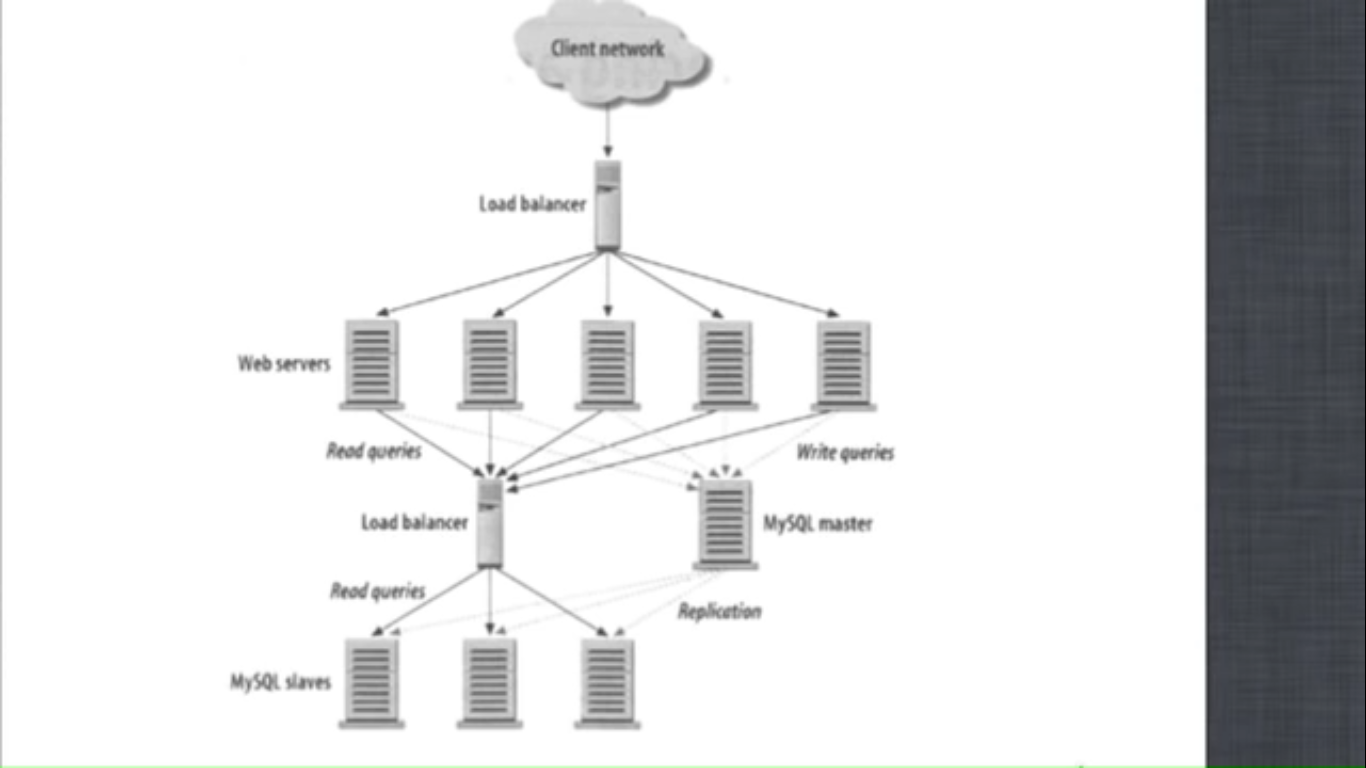 Client network
Load balancer
Web servers
Read queries
Write queries
Load balancer
MySQL master
Read queries
Replication
MySQL slaves